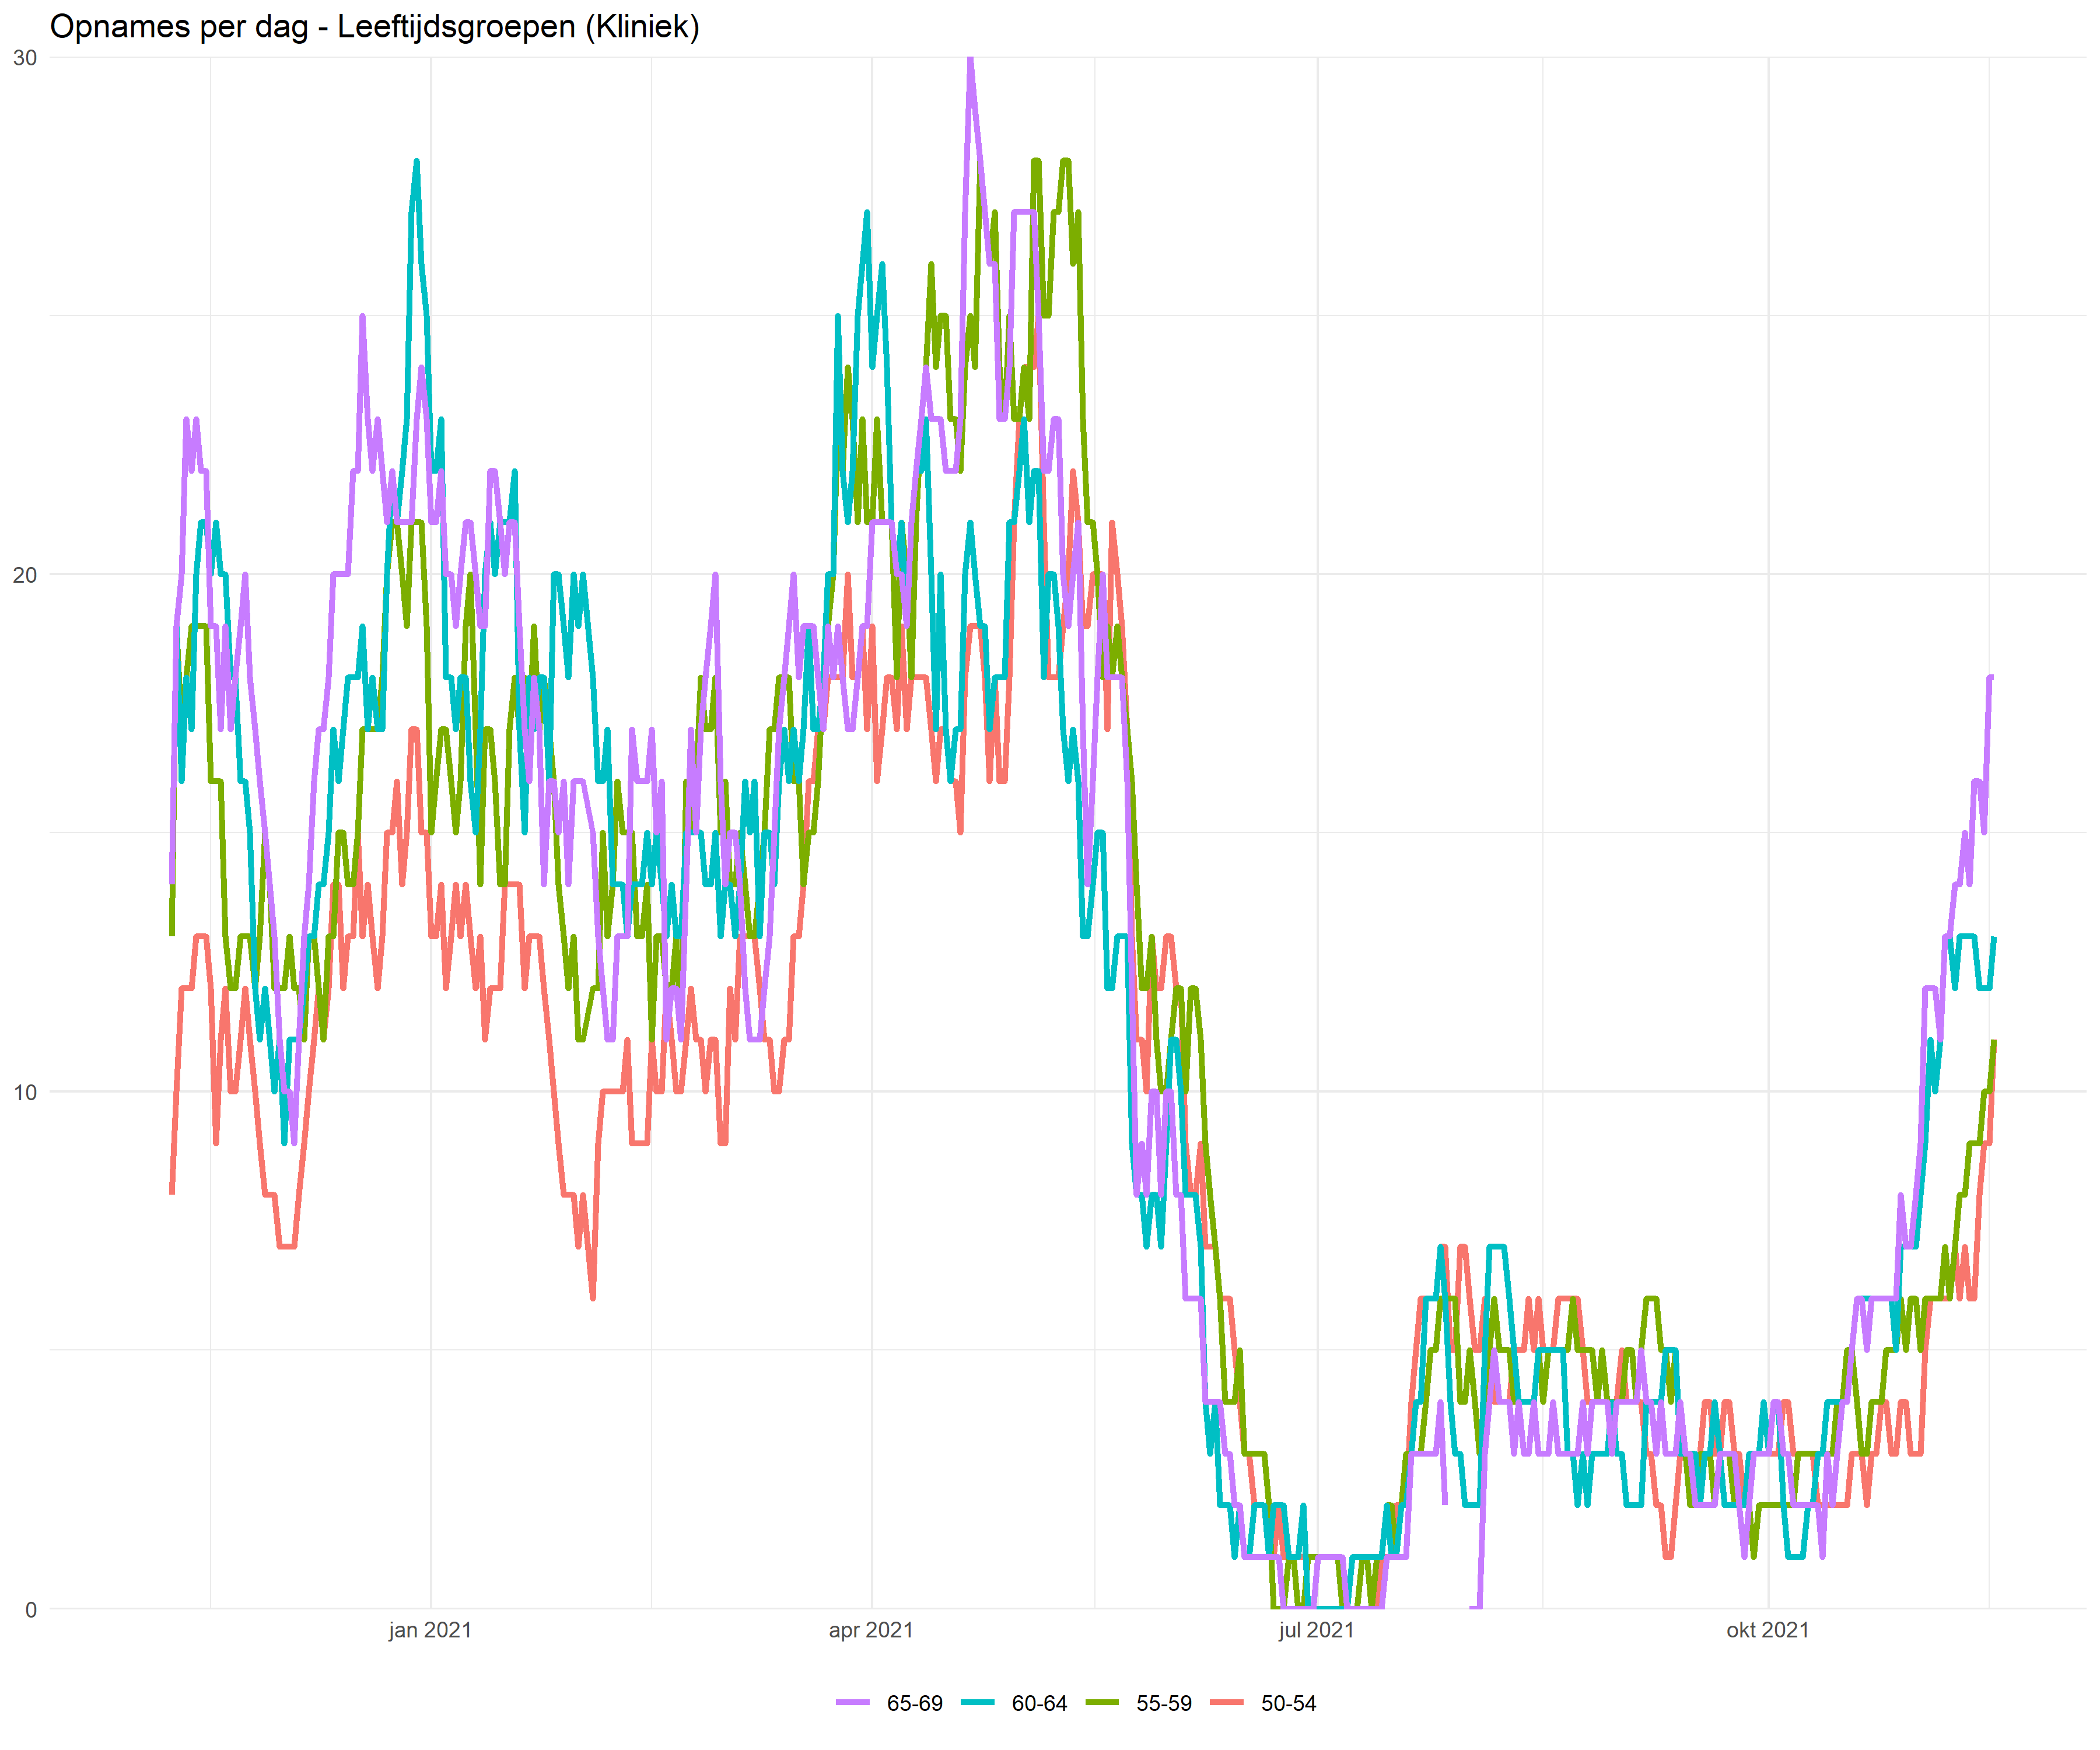 Opnames per dag - Leeftijdsgroepen (Kliniek)
30
20
10
0
jan 2021 apr 2021 jul 2021 okt 2021
65-69 60-64 55-59 50-54